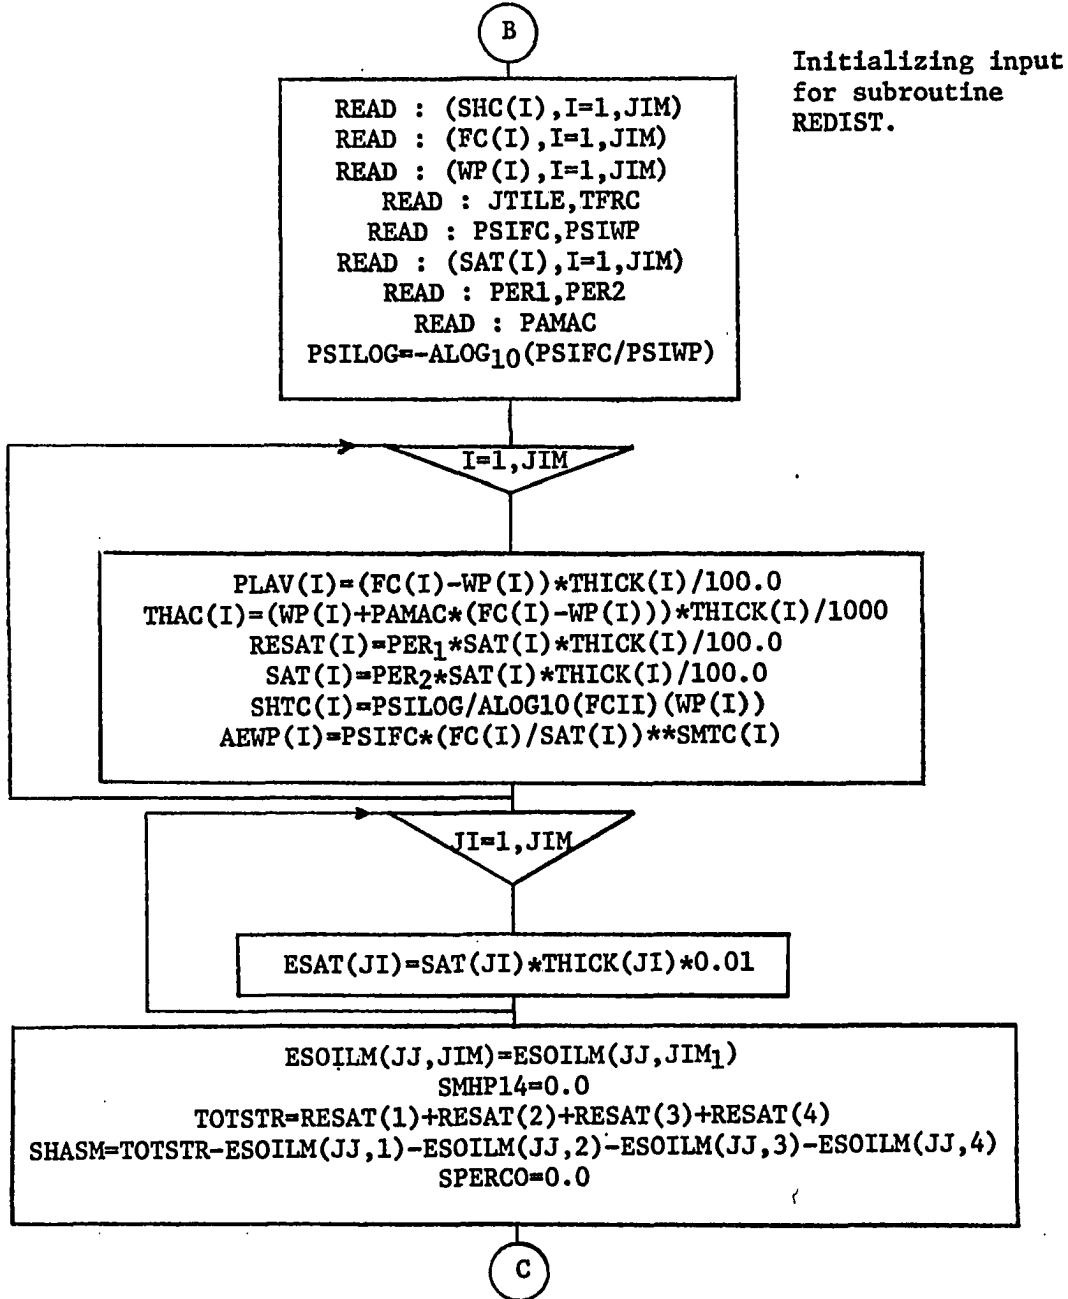 B
Initializing input
for subroutine
REDIST.
READ : (SHC(I),I=1,JIM)
READ : (FC(I),I=1,JIM)
READ : (WP(I),I=1,JIM)
READ : JTILE,TFRC
READ : PSIFC,PSIWP
READ : (SAT(I),I=1,JIM)
READ : PER1,PER2
READ : PAMAC
PSILOG=-ALOG10(PSIFC/PSIWP)
I=1,JIM
PLAV(I)=(FC(I)-WP(I))*THICK(I)/100.0
THAC(I)=(WP(I)+PAMAC*(FC(I)-WP(I)))*THICK(I)/1000
RESAT(I)=PER1*SAT(I)*THICK(I)/100.0
SAT(I)=PER2*SAT(I)*THICK(I)/100.0
SHTC(I)=PSILOG/ALOG10(FCII)(WP(I))
AEWP(I)=PSIFC*(FC(I)/SAT(I))**SMTC(I)
JI=1,JIM
ESAT(JI)=SAT(JI)*THICK(JI)*0.01
ESOILM(JJ,JIM)=ESOILM(JJ,JIM1)
SMHP14=0.0
TOTSTR=RESAT(1)+RESAT(2)+RESAT(3)+RESAT(4)
SHASM=TOTSTR-ESOILM(JJ,1)-ESOILM(JJ,2)-ESOILM(JJ,3)-ESOILM(JJ,4)
SPERCO=0.0
C